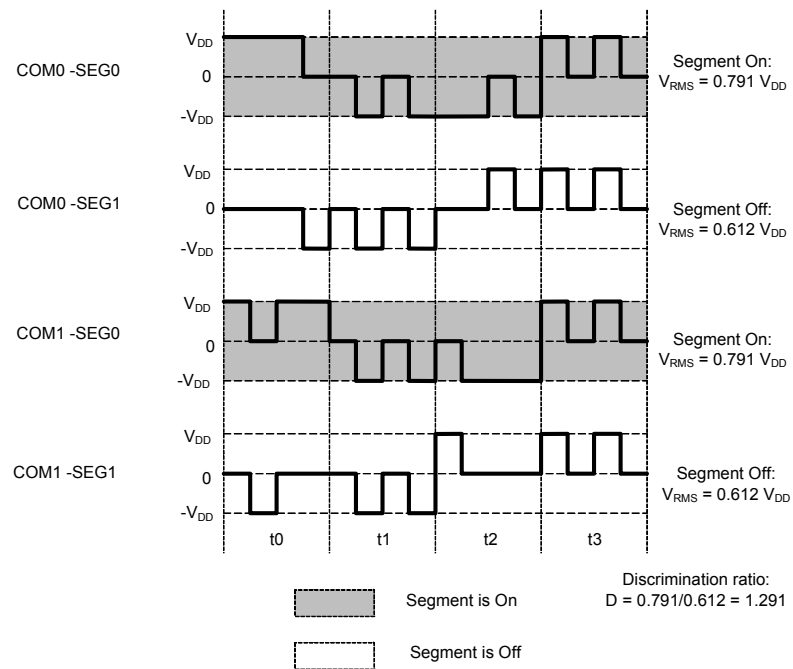 V_DD
COM0 -SEG0
0
-V_DD
Segment On:
V_RMS = 0.791 V_DD
V_DD
COM0 -SEG1
0
-V_DD
Segment Off:
V_RMS = 0.612 V_DD
V_DD
COM1 -SEG0
0
-V_DD
Segment On:
V_RMS = 0.791 V_DD
V_DD
COM1 -SEG1
0
-V_DD
Segment Off:
V_RMS = 0.612 V_DD
t0 t1 t2 t3
Segment is On
Discrimination ratio:
D = 0.791/0.612 = 1.291
Segment is Off